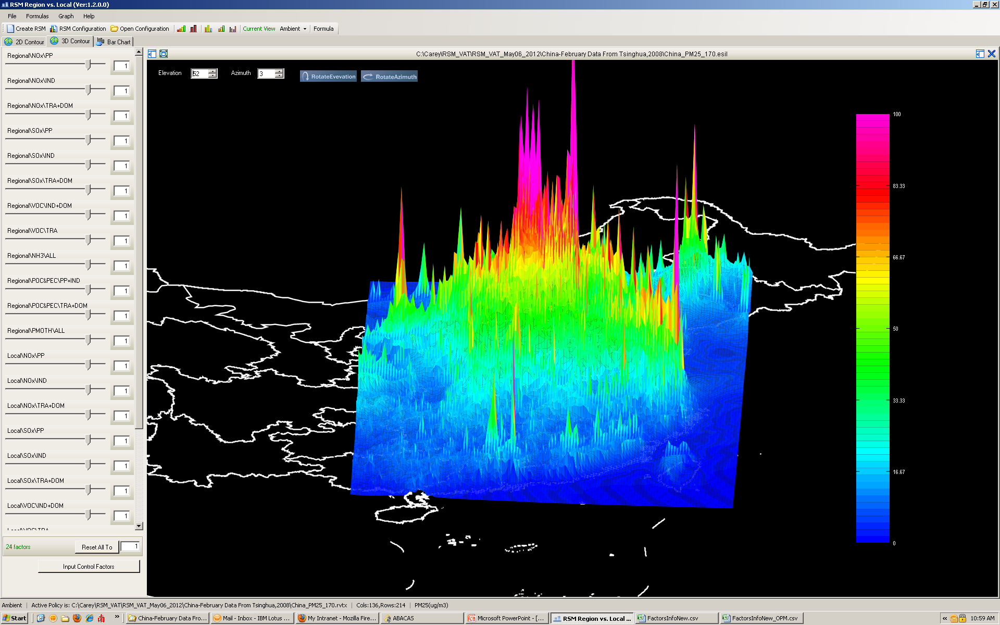 RSM Region vs. Local (Ver:1.2.0.0)
File Formulas Graph Help
Create RSM RSM Configuration Open Configuration Current View Ambient Formula
2D Contour 3D Contour Bar Chart
C:\Carey\RSM_VAT\RSM_VAT_May06_2012\China-February Data From Tsinghua,2008\China_PM25_170.esil
Elevation 52 Azimuth 3 RotateEvevation RotateAzimuth
Regional\NOx\PP
1
Regional\NOx\IND
1
Regional\NOx\TRA+DOM
1
Regional\SOx\PP
1
Regional\SOx\IND
1
Regional\SOx\TRA+DOM
1
Regional\VOC\IND+DOM
1
Regional\VOC\TRA
1
Regional\NH3\ALL
1
Regional\POC&PEC\PP+IND
1
Regional\POC&PEC\TRA+DOM
1
Regional\PMOTH\ALL
1
Local\NOx\PP
1
Local\NOx\IND
1
Local\NOx\TRA+DOM
1
Local\SOx\PP
1
Local\SOx\IND
1
Local\SOx\TRA+DOM
1
Local\VOC\IND+DOM
1
Local\VOC\TRA
24 factors Reset All To 1
Input Control Factors
100
83.33
66.67
50
33.33
16.67
0
Ambient Active Policy is: C:\Carey\RSM_VAT\RSM_VAT_May06_2012\China-February Data From Tsinghua,2008\China_PM25_170.rvtx Cols:136,Rows:214 PM25(ug/m3)
Start » China-February Data Fro... Mail - Inbox - IBM Lotus ... My Intranet - Mozilla Firef... ABACAS Microsoft PowerPoint - [... RSM Region vs. Local ... FactorsInfoNew.csv FactorsInfoNew_OPM.csv « 10:59 AM